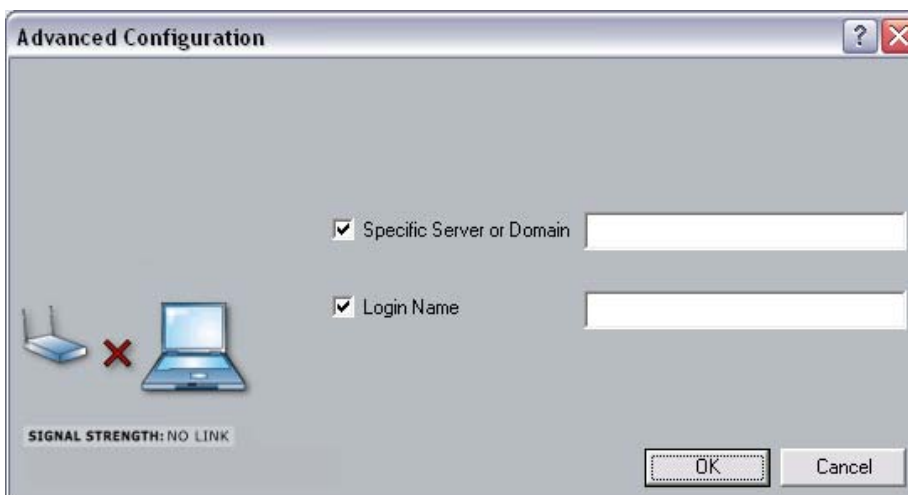 Advanced Configuration
Specific Server or Domain
Login Name
SIGNAL STRENGTH: NO LINK
OK
Cancel